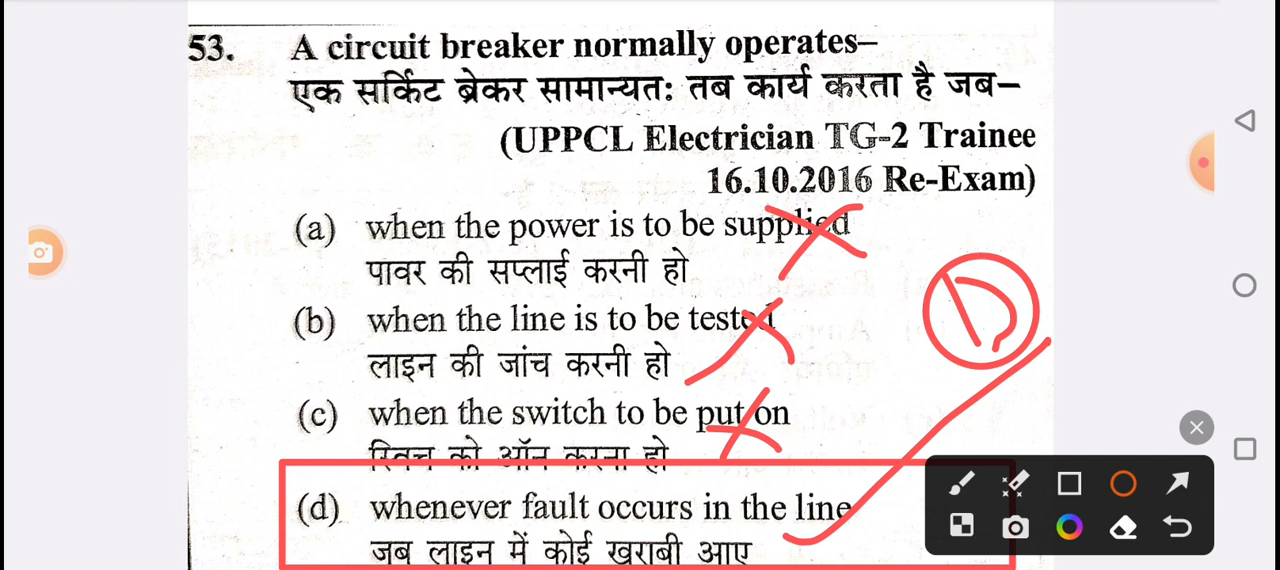 53. A circuit breaker normally operates–
एक सर्किट ब्रेकर सामान्यतः तब कार्य करता है जब–
(UPPCL Electrician TG-2 Trainee
16.10.2016 Re-Exam)
(a) when the power is to be supplied
पावर की सप्लाई करनी हो
(b) when the line is to be tested
लाइन की जांच करनी हो
(c) when the switch to be put on
स्विच को ऑन करना हो
(d) whenever fault occurs in the line
जब लाइन में कोई खराबी आए
D